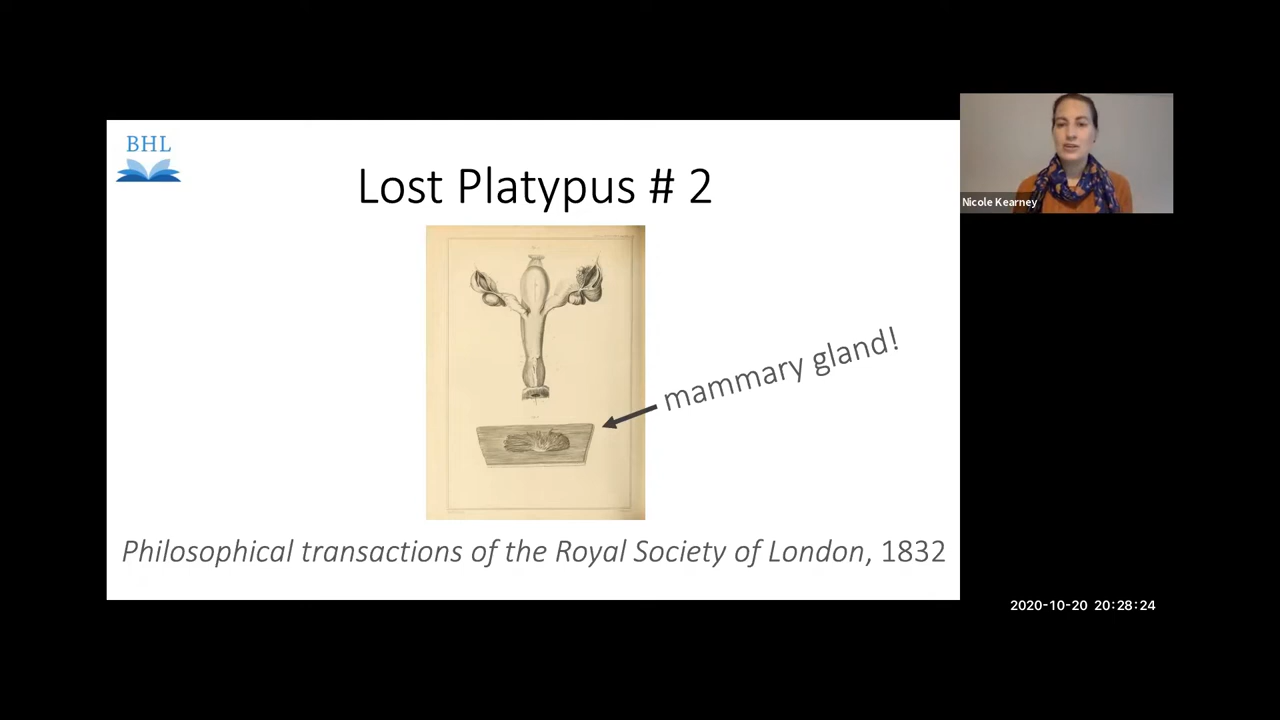 BHL
Lost Platypus # 2
mammary gland!
Philosophical transactions of the Royal Society of London, 1832
Nicole Kearney
2020-10-20 20:28:24